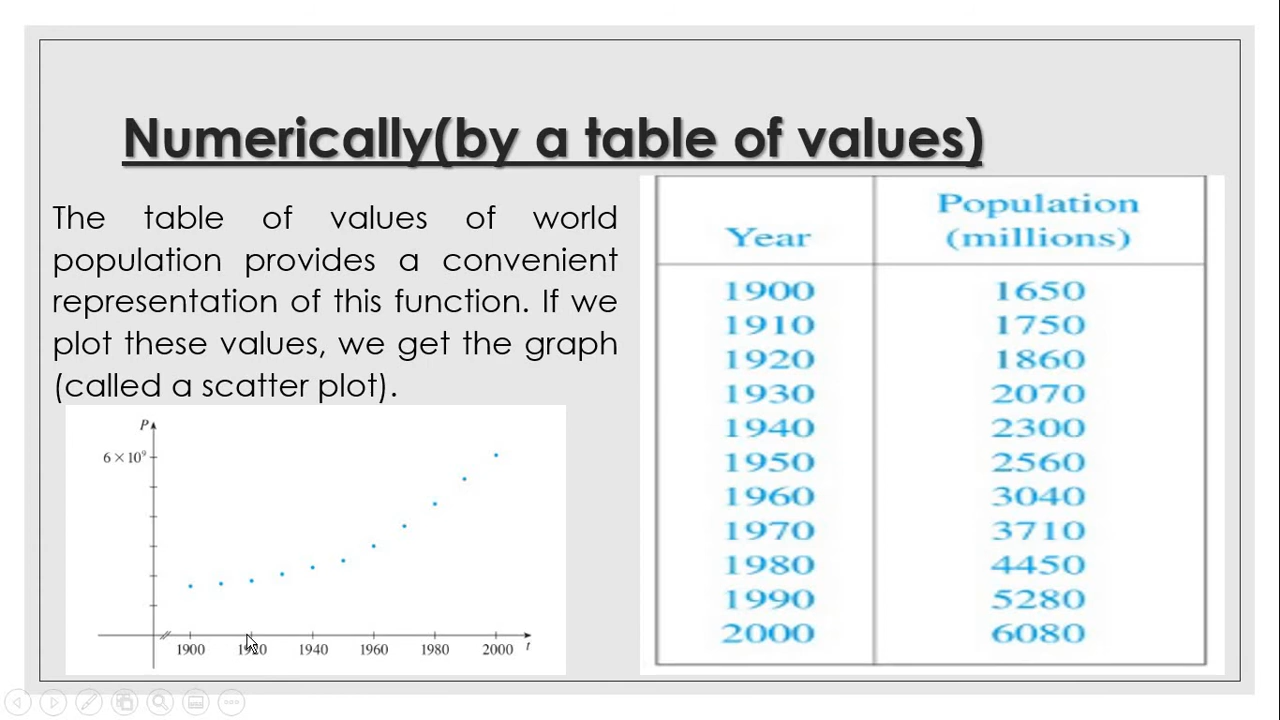 Numerically(by a table of values)
The table of values of world
population provides a convenient
representation of this function. If we
plot these values, we get the graph
(called a scatter plot).
P
6 × 10⁹
1900 1920 1940 1960 1980 2000 t
Year Population (millions)
1900 1650
1910 1750
1920 1860
1930 2070
1940 2300
1950 2560
1960 3040
1970 3710
1980 4450
1990 5280
2000 6080